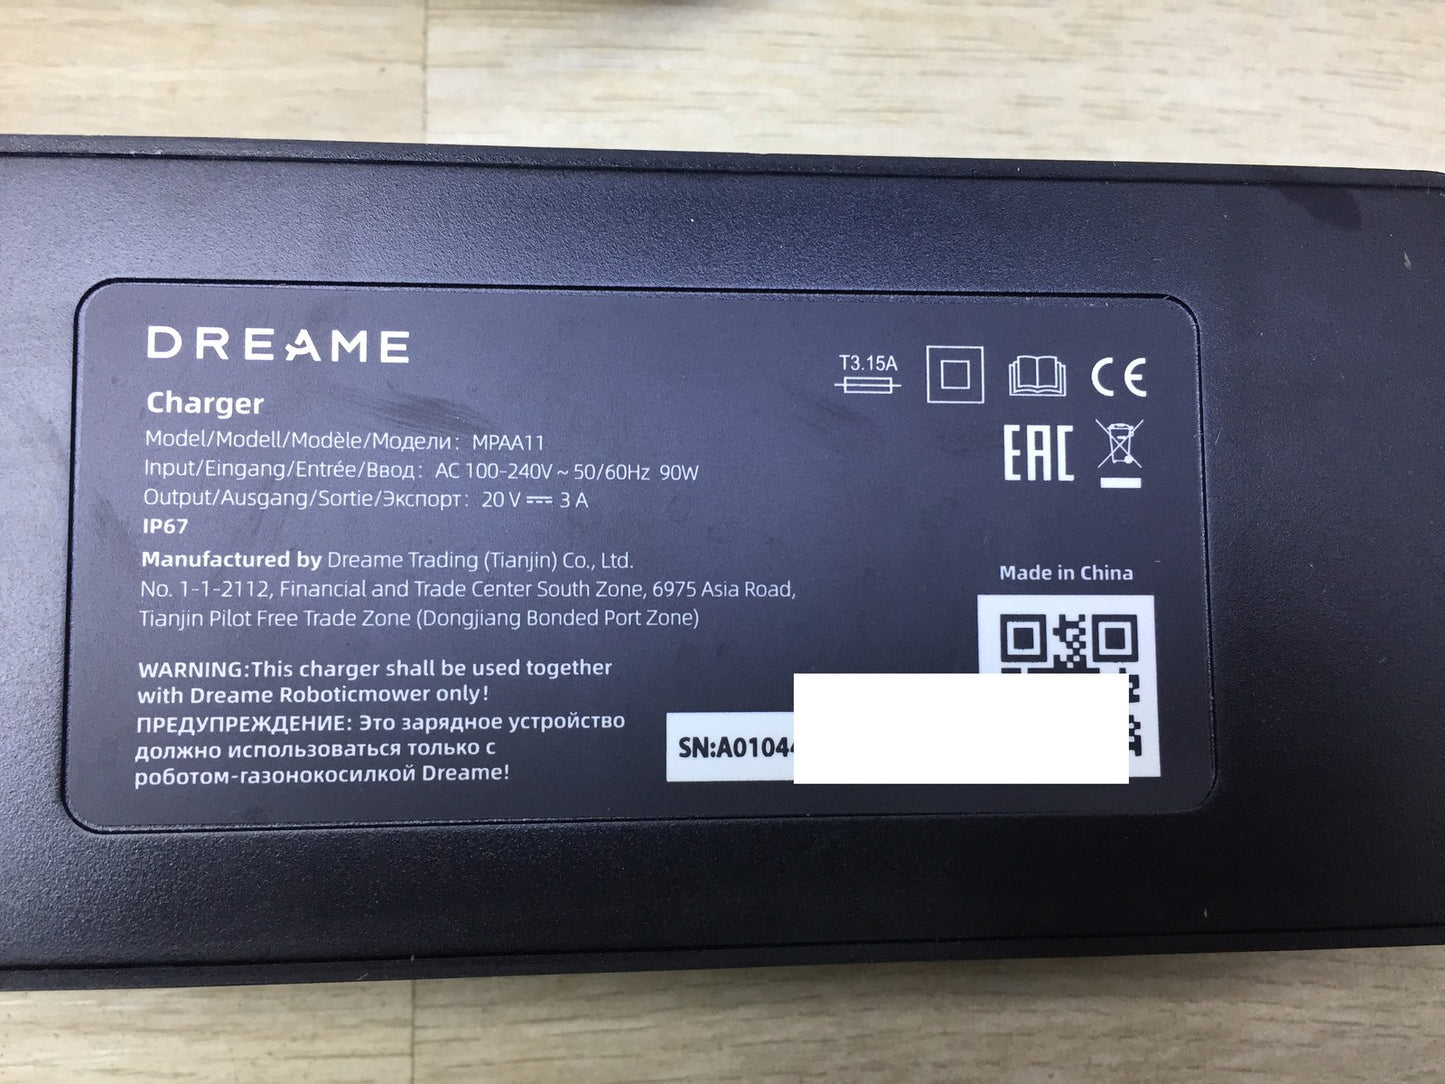 DREAME
Charger
Model/Modell/Modèle/Модели: MPAA11
Input/Eingang/Entrée/Ввод: AC 100-240V ~ 50/60Hz 90W
Output/Ausgang/Sortie/Экспорт: 20 V ⎓ 3 A
IP67
Manufactured by Dreame Trading (Tianjin) Co., Ltd.
No. 1-1-2112, Financial and Trade Center South Zone, 6975 Asia Road,
Tianjin Pilot Free Trade Zone (Dongjiang Bonded Port Zone)
WARNING:This charger shall be used together
with Dreame Roboticmower only!
ПРЕДУПРЕЖДЕНИЕ: Это зарядное устройство
должно использоваться только с
роботом-газонокосилкой Dreame!
T3.15A
CE
EAC
Made in China
SN:A0104